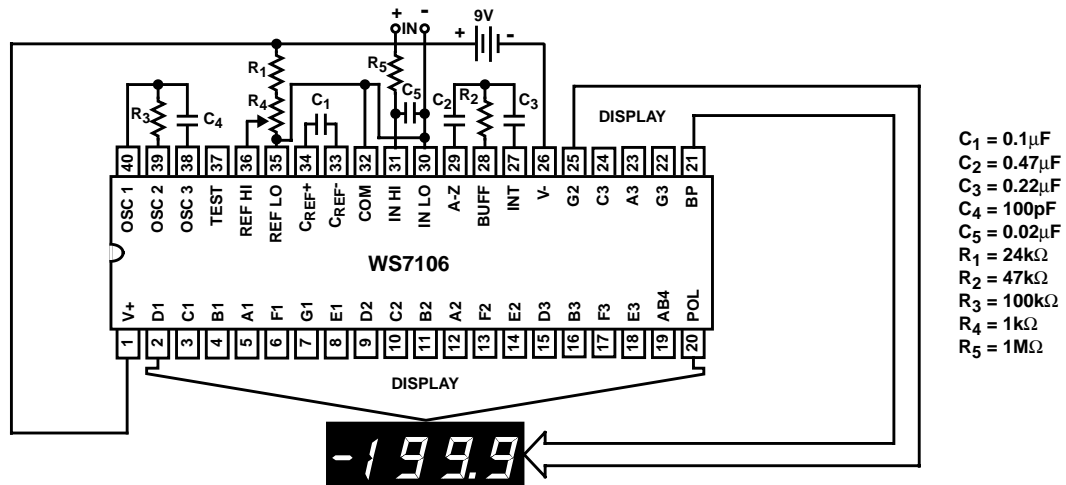 + -
IN
9V
+ -
R1
R5
R4
C5
C1
C2
R2
C3
R3
C4
DISPLAY
40 39 38 37 36 35 34 33 32 31 30 29 28 27 26 25 24 23 22 21
OSC 1 OSC 2 OSC 3 TEST REF HI REF LO CREF+ CREF- COM IN HI IN LO A-Z BUFF INT V- G2 C3 A3 G3 BP
WS7106
V+ D1 C1 B1 A1 F1 G1 E1 D2 C2 B2 A2 F2 E2 D3 B3 F3 E3 AB4 POL
1 2 3 4 5 6 7 8 9 10 11 12 13 14 15 16 17 18 19 20
DISPLAY
-199.9
C1 = 0.1μF
C2 = 0.47μF
C3 = 0.22μF
C4 = 100pF
C5 = 0.02μF
R1 = 24kΩ
R2 = 47kΩ
R3 = 100kΩ
R4 = 1kΩ
R5 = 1MΩ